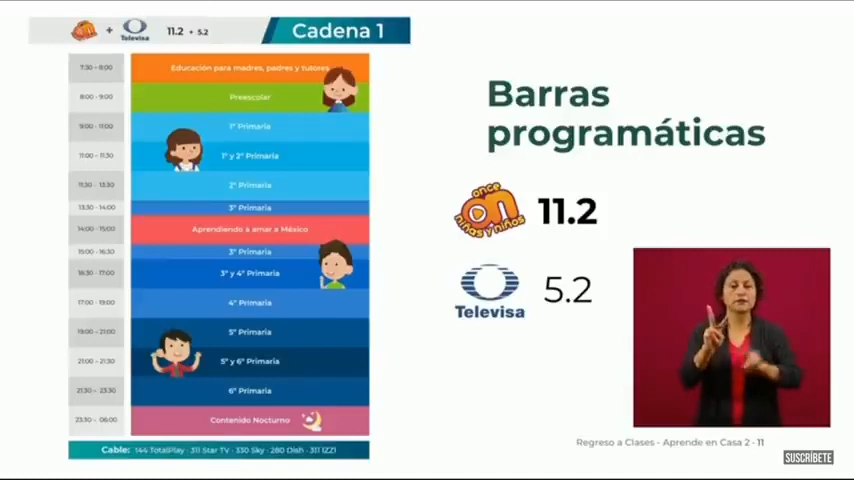 + Televisa 11.2 + 5.2 Cadena 1
7:30 - 8:00 Educación para madres, padres y tutores
8:00 - 9:00 Preescolar
9:00 - 11:00 1° Primaria
11:00 - 11:30 1° y 2° Primaria
11:30 - 13:30 2° Primaria
13:30 - 14:00 3° Primaria
14:00 - 15:00 Aprendiendo a amar a México
15:00 - 16:30 3° Primaria
16:30 - 17:00 3° y 4° Primaria
17:00 - 19:00 4° Primaria
19:00 - 21:00 5° Primaria
21:00 - 21:30 5° y 6° Primaria
21:30 - 23:30 6° Primaria
23:30 - 06:00 Contenido Nocturno
Cable: 144 TotalPlay · 311 Star TV · 330 Sky · 280 Dish · 311 IZZI
Barras
programáticas
once
on
niñas y niños
11.2
Televisa
5.2
Regreso a Clases - Aprende en Casa 2 - 11
SUSCRÍBETE